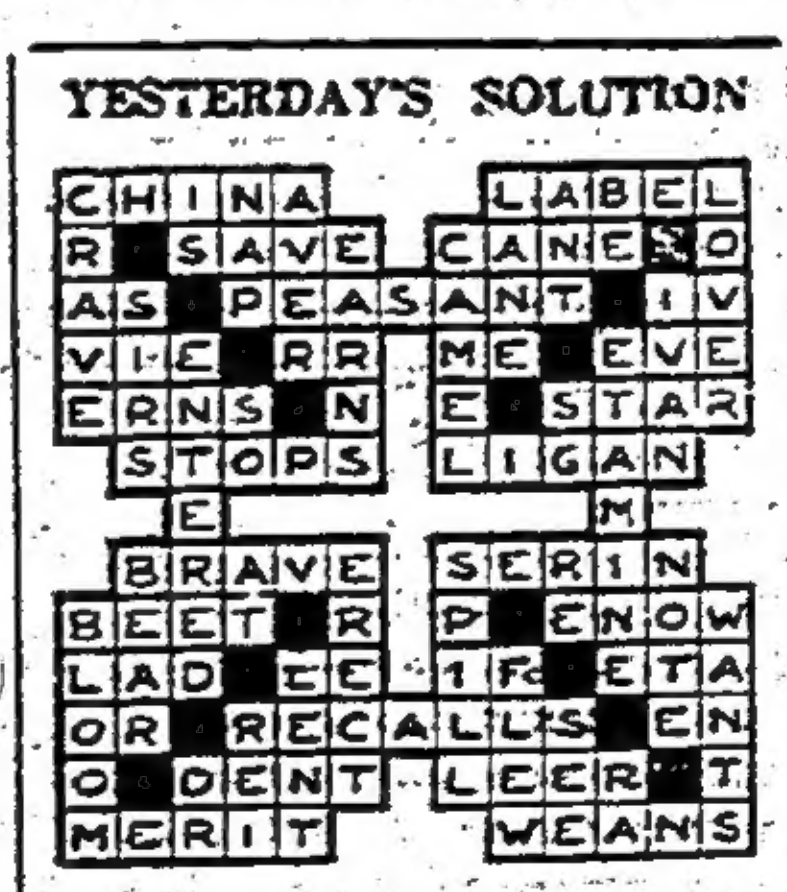 YESTERDAY'S SOLUTION
CHINA LABEL
R SAVE CANE O
AS PEASANT IV
VIE RR ME EVE
ERNS N E STAR
STOPS LIGAN
E M
BRAVE SERIN
BEET R P ENOW
LAD EE IF ETA
OR RECALLS EN
O DENT LEER T
MERIT WEANS